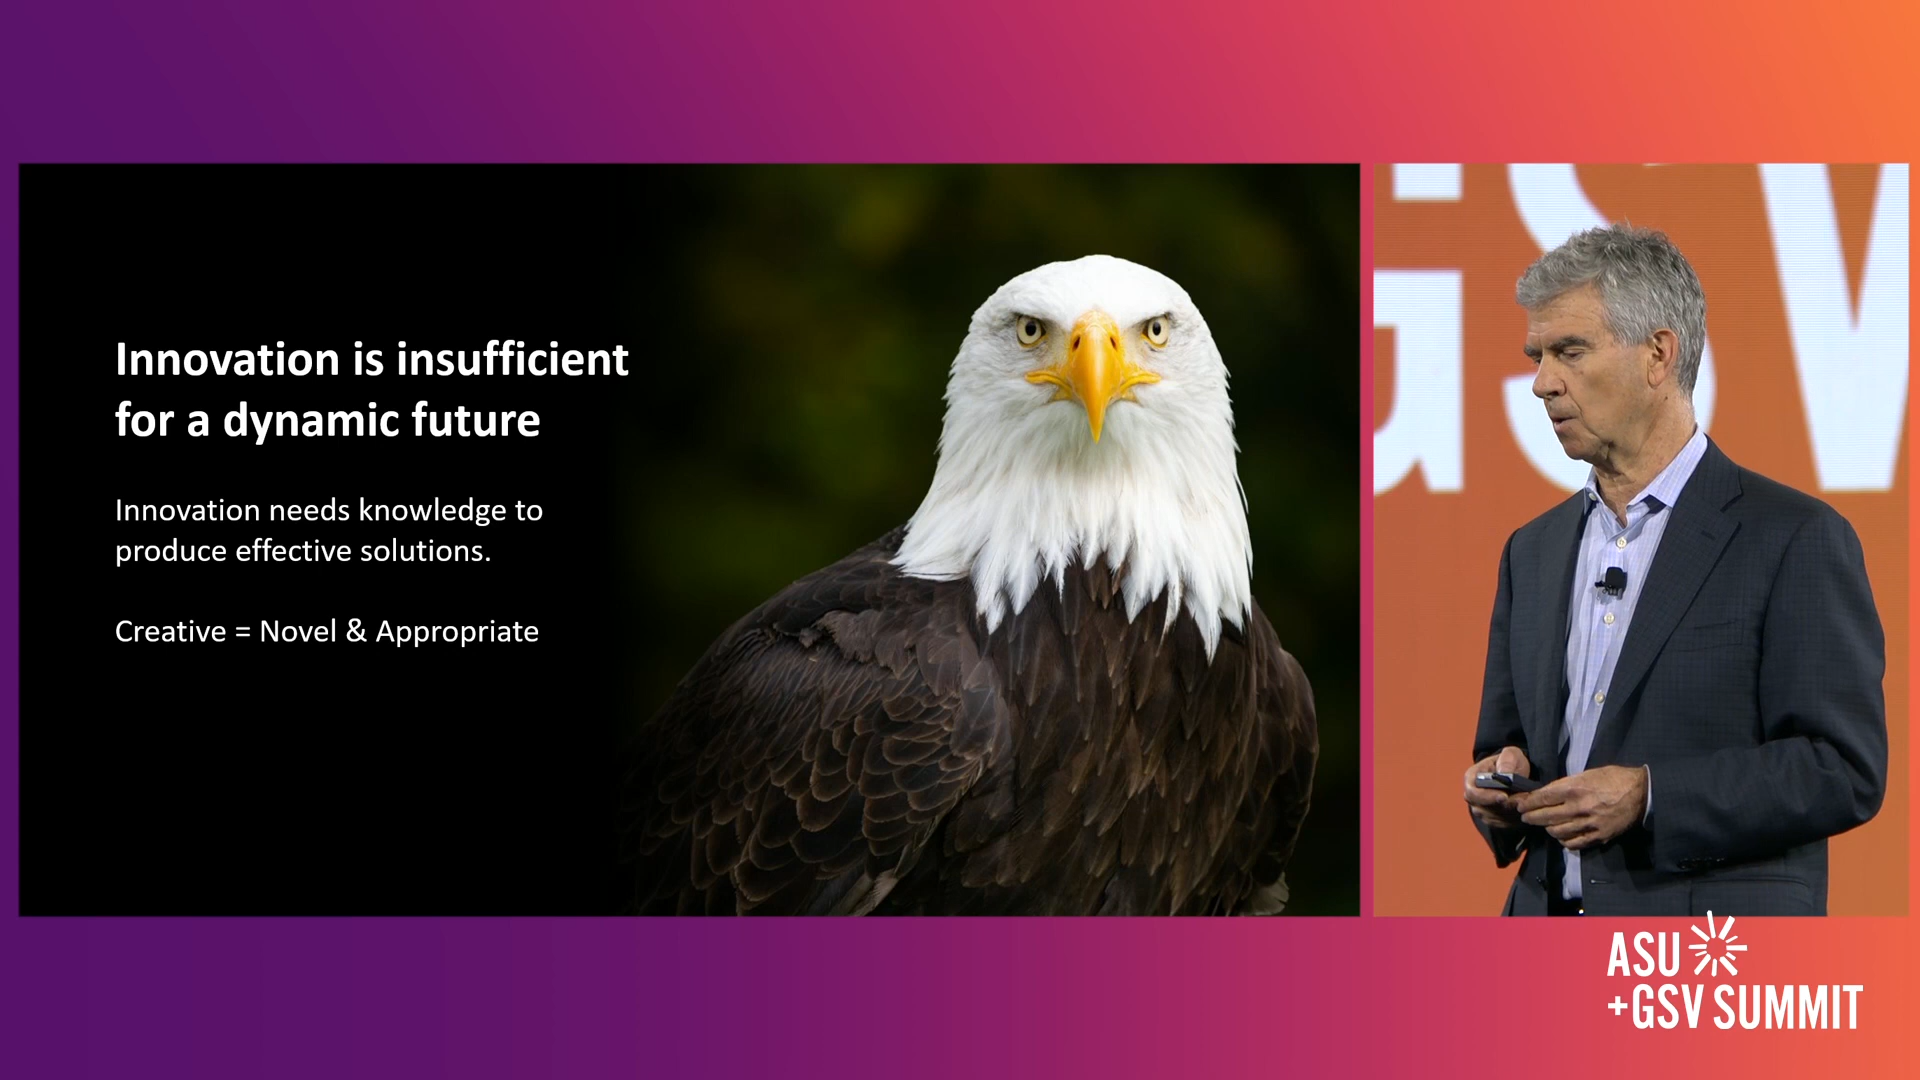 Innovation is insufficient
for a dynamic future
Innovation needs knowledge to
produce effective solutions.
Creative = Novel & Appropriate
GSV
ASU
+GSV SUMMIT